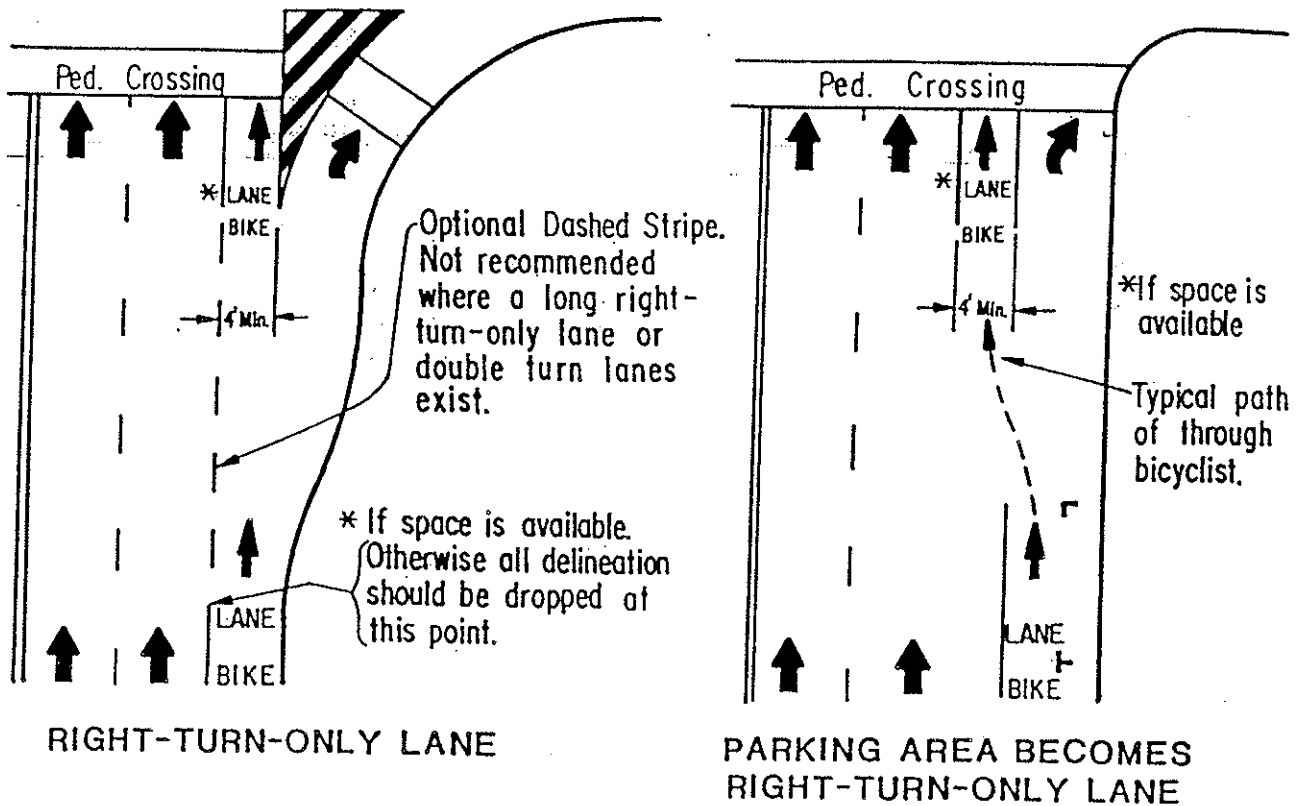 Ped. Crossing
* LANE
BIKE
4' Min.
Optional Dashed Stripe.
Not recommended
where a long right-
turn-only lane or
double turn lanes
exist.
* If space is available.
Otherwise all delineation
should be dropped at
this point.
LANE
BIKE
RIGHT-TURN-ONLY LANE
Ped. Crossing
* LANE
BIKE
4' Min.
*If space is
available
Typical path
of through
bicyclist.
LANE
BIKE
PARKING AREA BECOMES
RIGHT-TURN-ONLY LANE